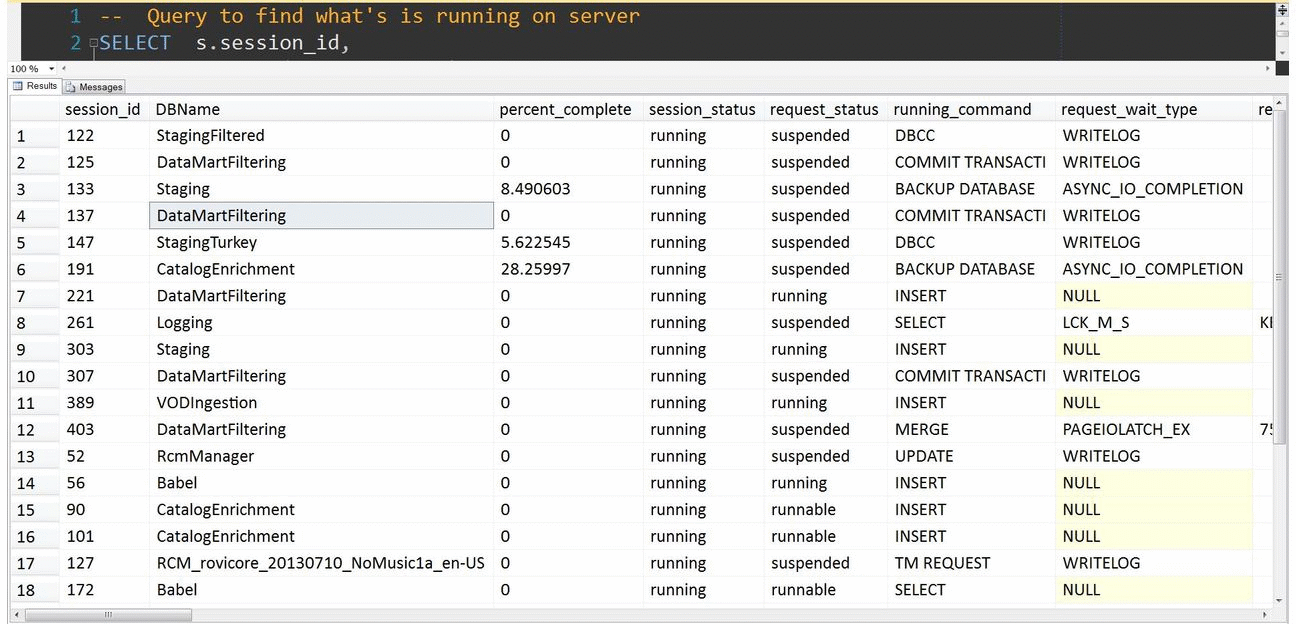 1 -- Query to find what's is running on server
2 SELECT s.session_id,
100 %
Results Messages
session_id DBName percent_complete session_status request_status running_command request_wait_type re
1 122 StagingFiltered 0 running suspended DBCC WRITELOG
2 125 DataMartFiltering 0 running suspended COMMIT TRANSACTI WRITELOG
3 133 Staging 8.490603 running suspended BACKUP DATABASE ASYNC_IO_COMPLETION
4 137 DataMartFiltering 0 running suspended COMMIT TRANSACTI WRITELOG
5 147 StagingTurkey 5.622545 running suspended DBCC WRITELOG
6 191 CatalogEnrichment 28.25997 running suspended BACKUP DATABASE ASYNC_IO_COMPLETION
7 221 DataMartFiltering 0 running running INSERT NULL
8 261 Logging 0 running suspended SELECT LCK_M_S
9 303 Staging 0 running running INSERT NULL
10 307 DataMartFiltering 0 running suspended COMMIT TRANSACTI WRITELOG
11 389 VODIngestion 0 running running INSERT NULL
12 403 DataMartFiltering 0 running suspended MERGE PAGEIOLATCH_EX
13 52 RcmManager 0 running suspended UPDATE WRITELOG
14 56 Babel 0 running running INSERT NULL
15 90 CatalogEnrichment 0 running runnable INSERT NULL
16 101 CatalogEnrichment 0 running runnable INSERT NULL
17 127 RCM_rovicore_20130710_NoMusic1a_en-US 0 running suspended TM REQUEST WRITELOG
18 172 Babel 0 running runnable SELECT NULL